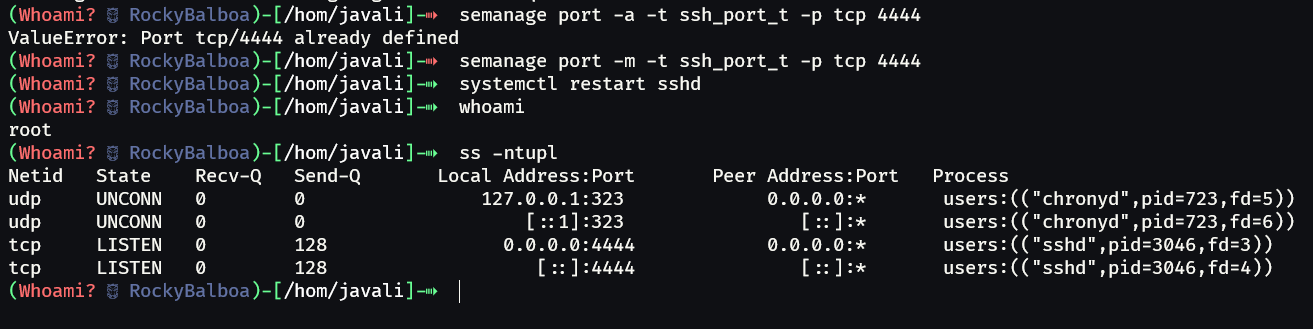 (Whoami? RockyBalboa)-[/hom/javali]-⇛ semanage port -a -t ssh_port_t -p tcp 4444
ValueError: Port tcp/4444 already defined
(Whoami? RockyBalboa)-[/hom/javali]-⇛ semanage port -m -t ssh_port_t -p tcp 4444
(Whoami? RockyBalboa)-[/hom/javali]-⇛ systemctl restart sshd
(Whoami? RockyBalboa)-[/hom/javali]-⇛ whoami
root
(Whoami? RockyBalboa)-[/hom/javali]-⇛ ss -ntupl
Netid State Recv-Q Send-Q Local Address:Port Peer Address:Port Process
udp UNCONN 0 0 127.0.0.1:323 0.0.0.0:* users:(("chronyd",pid=723,fd=5))
udp UNCONN 0 0 [::1]:323 [::]:* users:(("chronyd",pid=723,fd=6))
tcp LISTEN 0 128 0.0.0.0:4444 0.0.0.0:* users:(("sshd",pid=3046,fd=3))
tcp LISTEN 0 128 [::]:4444 [::]:* users:(("sshd",pid=3046,fd=4))
(Whoami? RockyBalboa)-[/hom/javali]-⇛